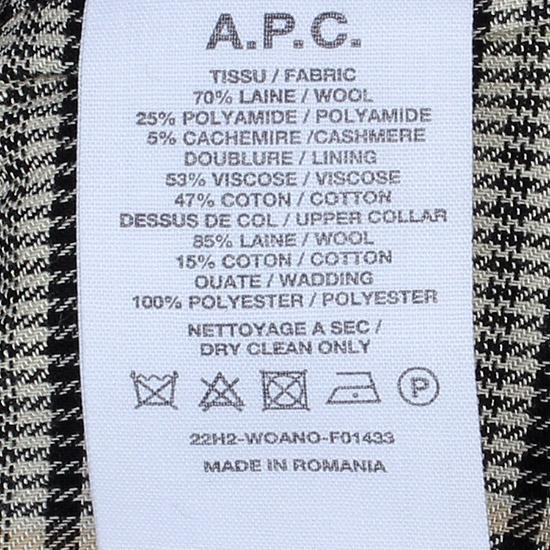 A.P.C.
TISSU / FABRIC
70% LAINE / WOOL
25% POLYAMIDE / POLYAMIDE
5% CACHEMIRE /CASHMERE
DOUBLURE / LINING
53% VISCOSE / VISCOSE
47% COTON / COTTON
DESSUS DE COL / UPPER COLLAR
85% LAINE / WOOL
15% COTON / COTTON
OUATE / WADDING
100% POLYESTER / POLYESTER
NETTOYAGE A SEC /
DRY CLEAN ONLY
P
22H2-WOANO-F01433
MADE IN ROMANIA